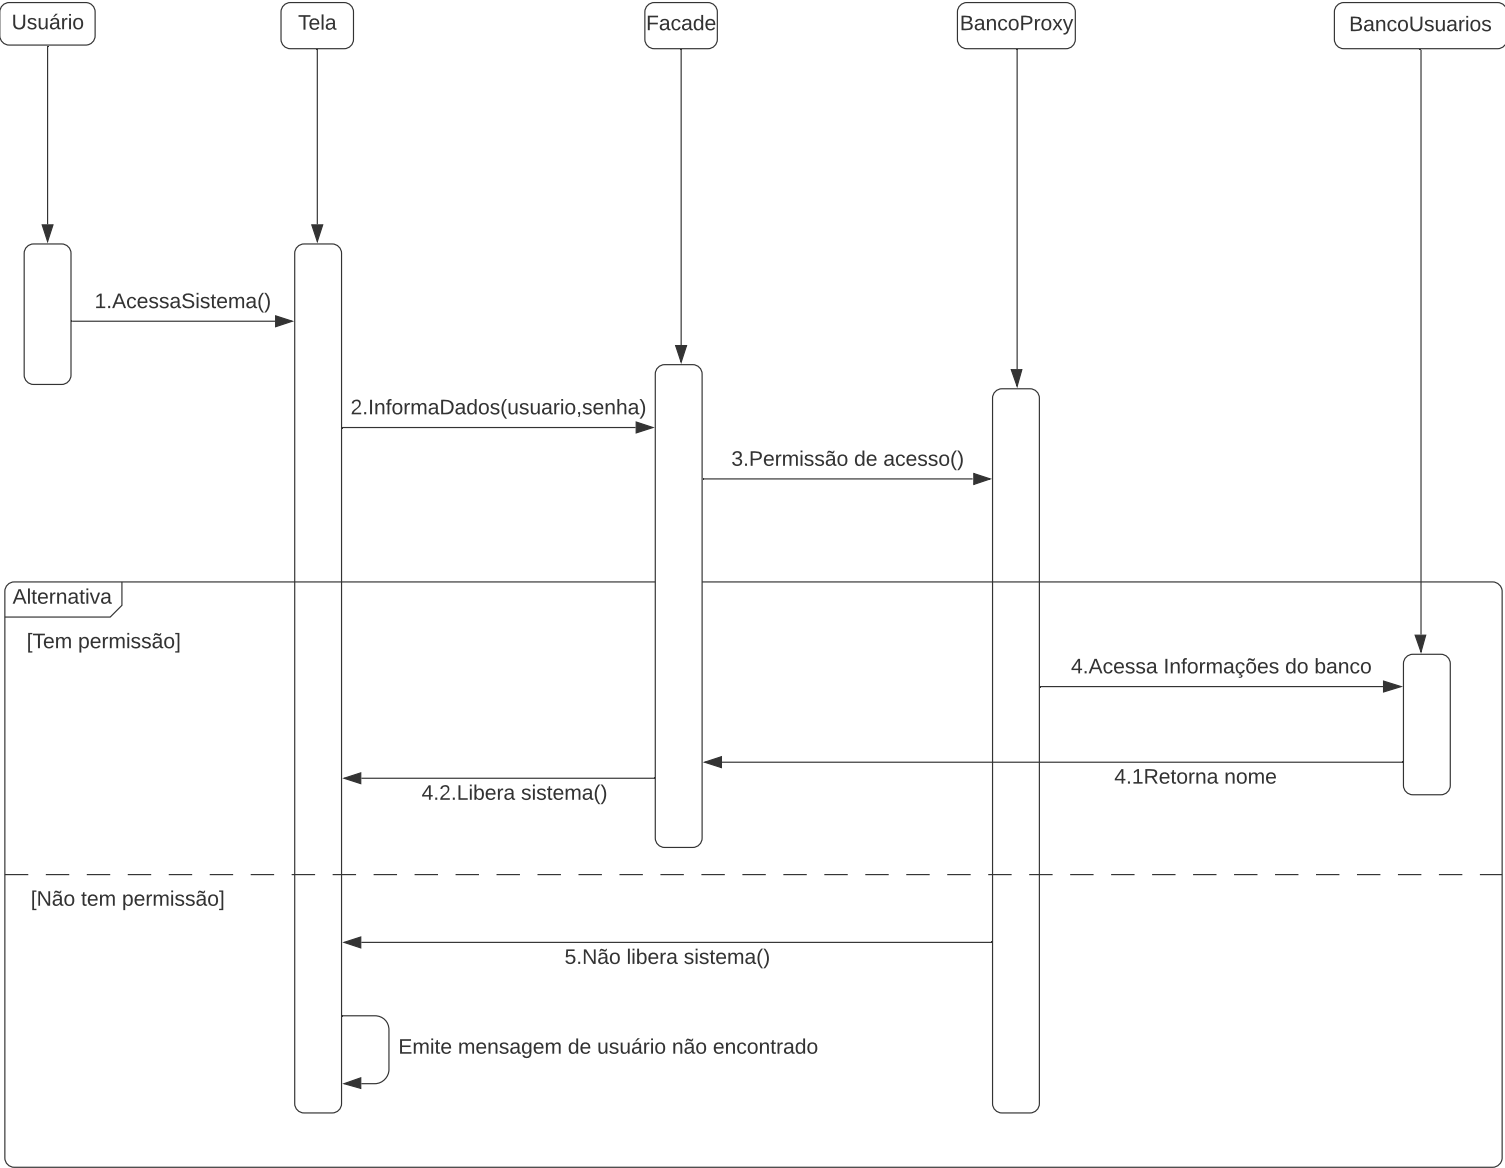 Usuário
Tela
Facade
BancoProxy
BancoUsuarios
1.AcessaSistema()
2.InformaDados(usuario,senha)
3.Permissão de acesso()
Alternativa
[Tem permissão]
4.Acessa Informações do banco
4.1Retorna nome
4.2.Libera sistema()
[Não tem permissão]
5.Não libera sistema()
Emite mensagem de usuário não encontrado